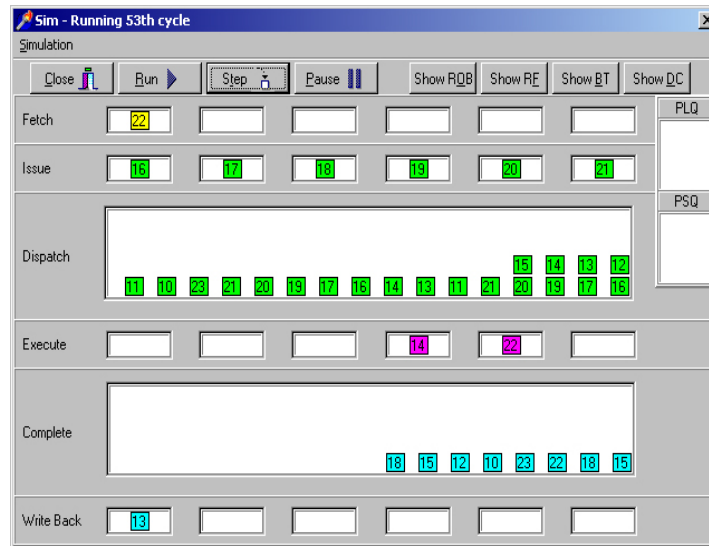 Sim - Running 53th cycle
Simulation
Close Run Step Pause Show ROB Show RF Show BT Show DC
Fetch 22 PLQ
Issue 16 17 18 19 20 21
PSQ
15 14 13 12
Dispatch
11 10 23 21 20 19 17 16 14 13 11 21 20 19 17 16
Execute 14 22
Complete
18 15 12 10 23 22 18 15
Write Back 13